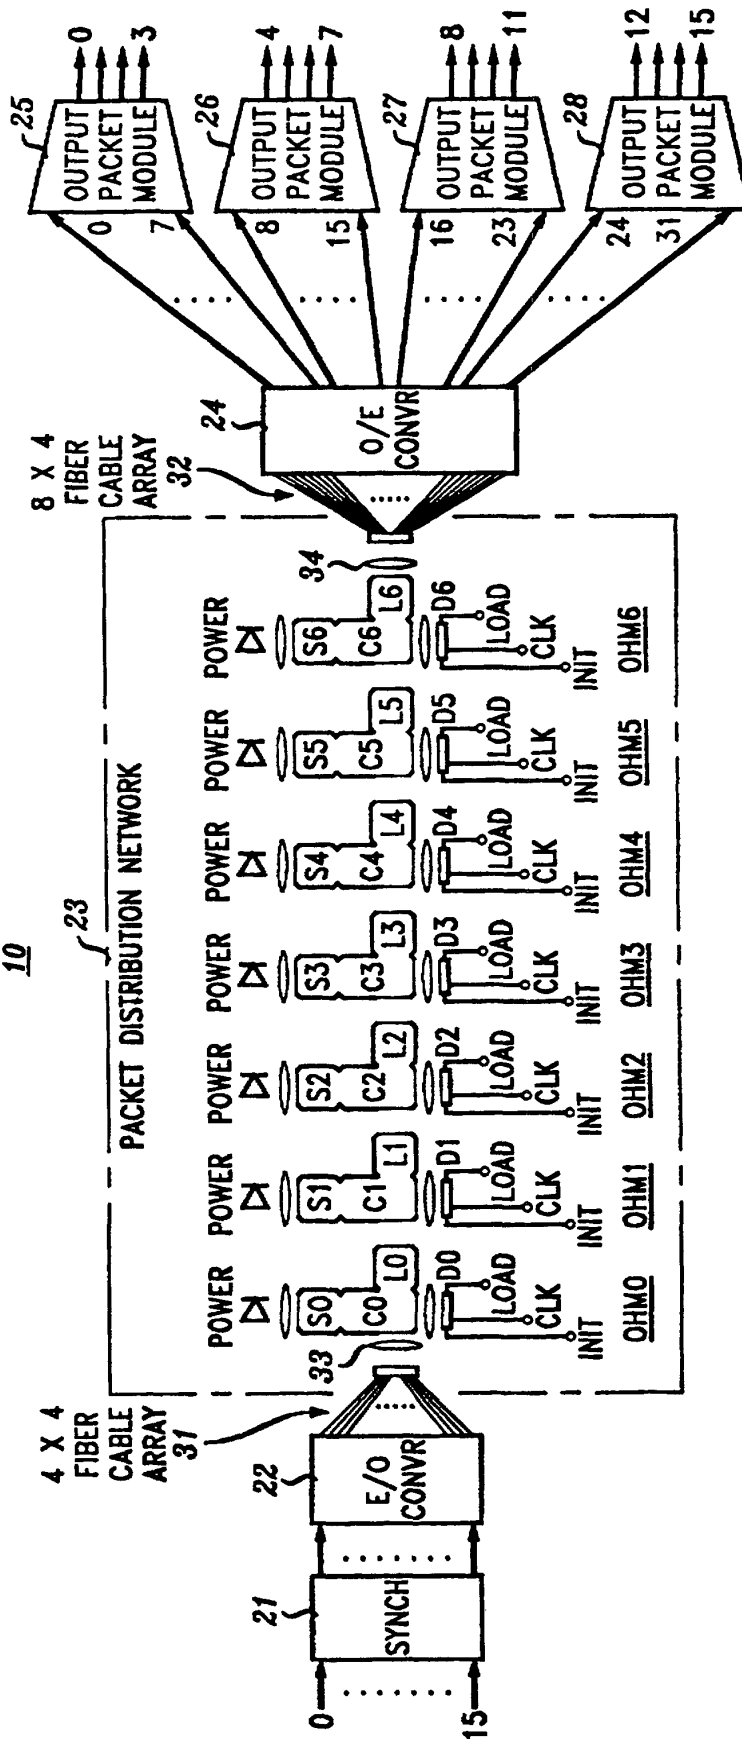 10
23
PACKET DISTRIBUTION NETWORK
4 X 4
FIBER
CABLE
ARRAY
31
8 X 4
FIBER
CABLE
ARRAY
32
0
15
21
SYNCH
22
E/O
CONVR
33
POWER
S0
C0
L0
D0
LOAD
CLK
INIT
OHM0
POWER
S1
C1
L1
D1
LOAD
CLK
INIT
OHM1
POWER
S2
C2
L2
D2
LOAD
CLK
INIT
OHM2
POWER
S3
C3
L3
D3
LOAD
CLK
INIT
OHM3
POWER
S4
C4
L4
D4
LOAD
CLK
INIT
OHM4
POWER
S5
C5
L5
D5
LOAD
CLK
INIT
OHM5
POWER
S6
C6
L6
D6
LOAD
CLK
INIT
OHM6
34
24
O/E
CONVR
25
OUTPUT
PACKET
MODULE
0
7
0
3
26
OUTPUT
PACKET
MODULE
8
15
4
7
27
OUTPUT
PACKET
MODULE
16
23
8
11
28
OUTPUT
PACKET
MODULE
24
31
12
15